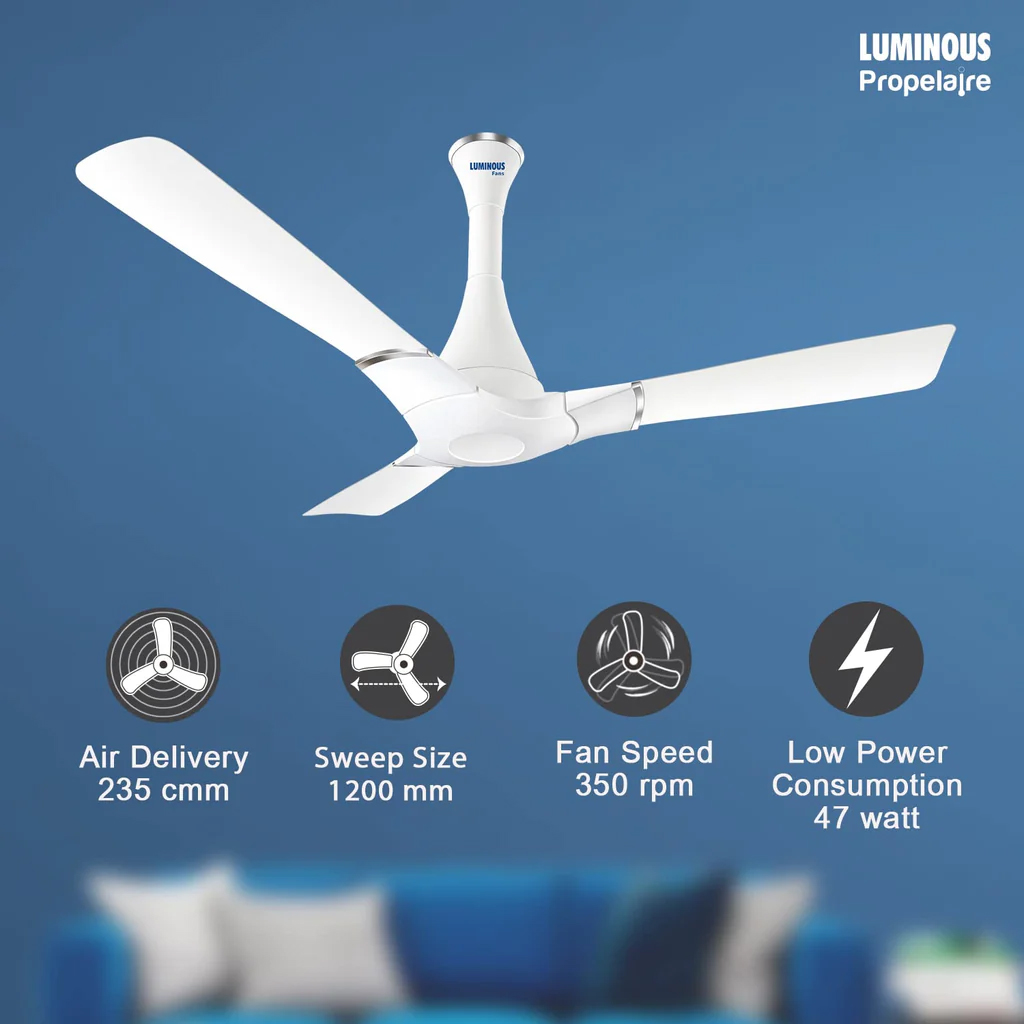 LUMINOUS
Propelaire
LUMINOUS
Fans
Air Delivery
235 cmm
Sweep Size
1200 mm
Fan Speed
350 rpm
Low Power
Consumption
47 watt